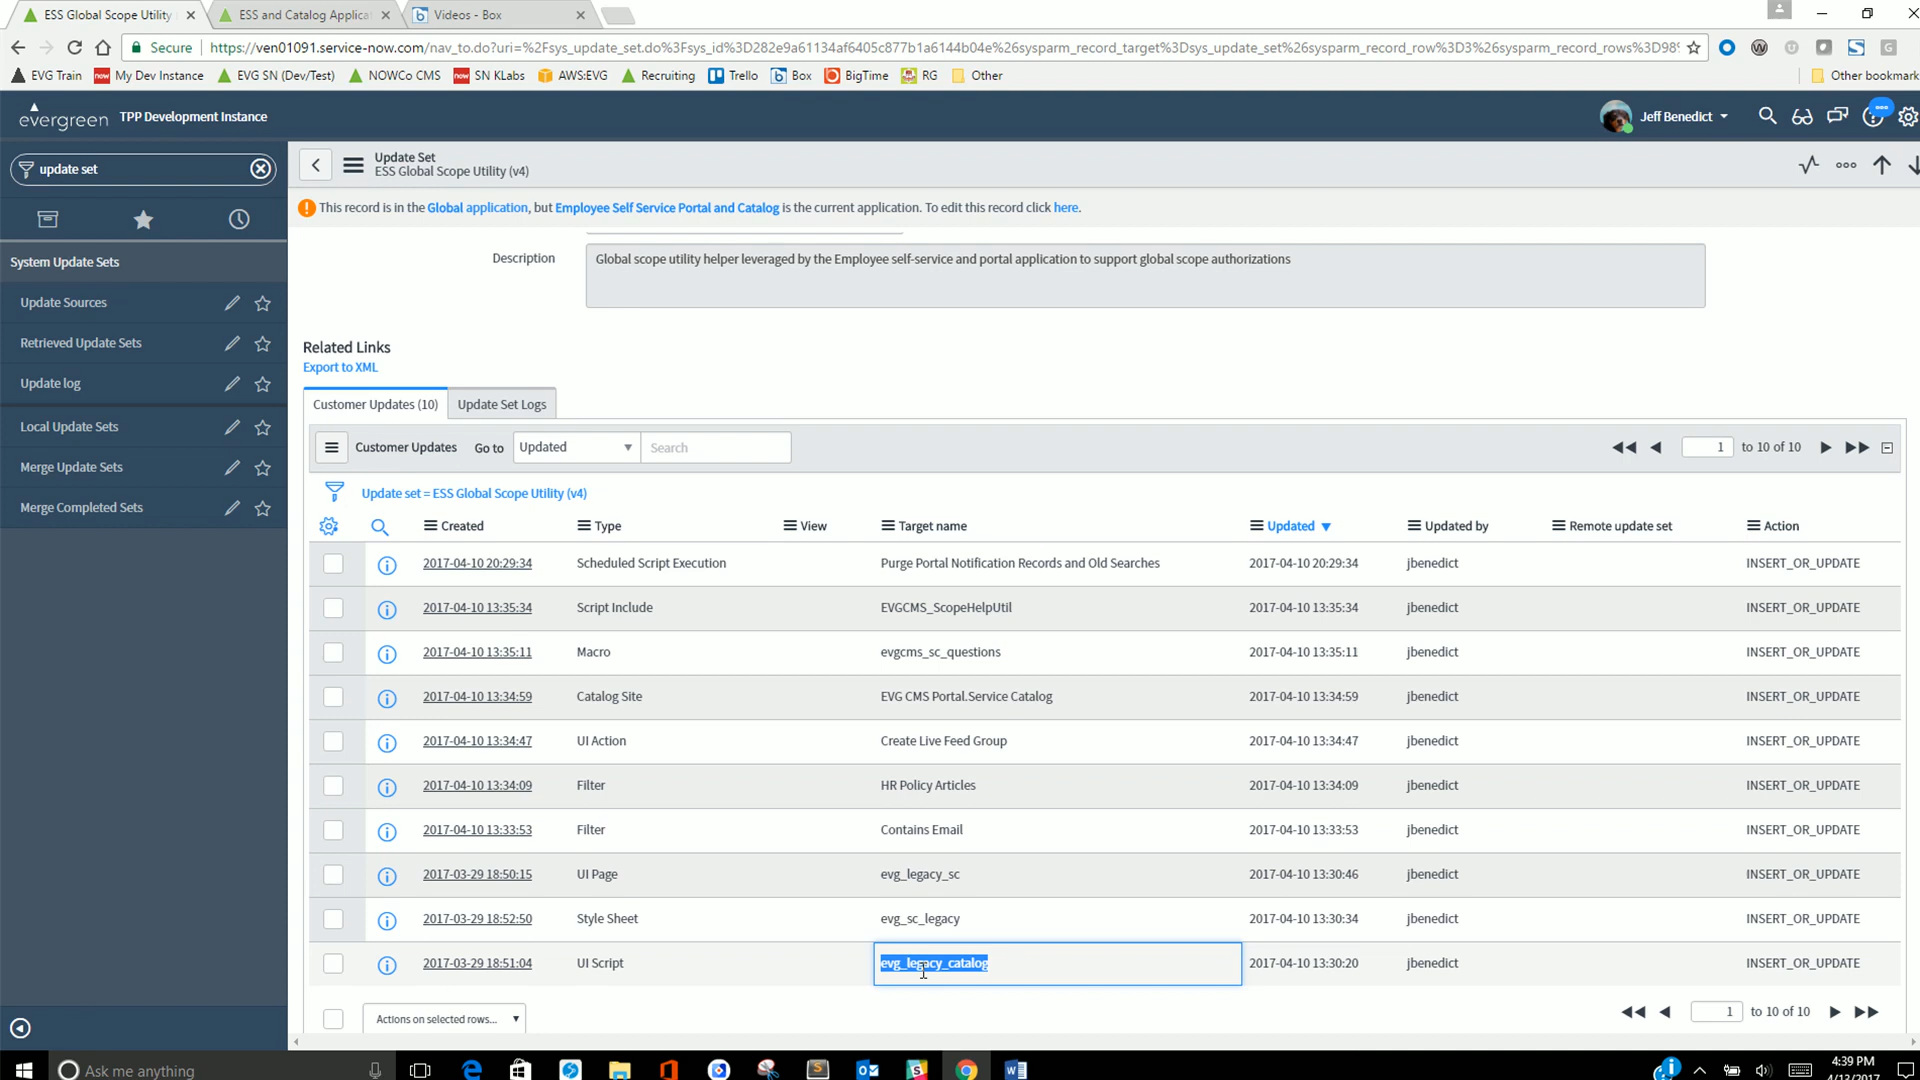 ESS Global Scope Utility
ESS and Catalog Applicat
Videos - Box
Secure
https://ven01091.service-now.com/nav_to.do?uri=%2Fsys_update_set.do%3Fsys_id%3D282e9a61134af6405c877b1a6144b04e%26sysparm_record_target%3Dsys_update_set%26sysparm_record_row%3D3%26sysparm_record_rows%3D98%
EVG Train
My Dev Instance
EVG SN (Dev/Test)
NOWCo CMS
SN KLabs
AWS:EVG
Recruiting
Trello
Box
BigTime
RG
Other
Other bookmark
evergreen
TPP Development Instance
Jeff Benedict
update set
Update Set
ESS Global Scope Utility (v4)
This record is in the Global application, but Employee Self Service Portal and Catalog is the current application. To edit this record click here.
System Update Sets
Update Sources
Retrieved Update Sets
Update log
Local Update Sets
Merge Update Sets
Merge Completed Sets
Description
Global scope utility helper leveraged by the Employee self-service and portal application to support global scope authorizations
Related Links
Export to XML
Customer Updates (10)
Update Set Logs
Customer Updates Go to Updated Search 1 to 10 of 10
Update set = ESS Global Scope Utility (v4)
Created Type View Target name Updated Updated by Remote update set Action
2017-04-10 20:29:34 Scheduled Script Execution Purge Portal Notification Records and Old Searches 2017-04-10 20:29:34 jbenedict INSERT_OR_UPDATE
2017-04-10 13:35:34 Script Include EVGCMS_ScopeHelpUtil 2017-04-10 13:35:34 jbenedict INSERT_OR_UPDATE
2017-04-10 13:35:11 Macro evgcms_sc_questions 2017-04-10 13:35:11 jbenedict INSERT_OR_UPDATE
2017-04-10 13:34:59 Catalog Site EVG CMS Portal.Service Catalog 2017-04-10 13:34:59 jbenedict INSERT_OR_UPDATE
2017-04-10 13:34:47 UI Action Create Live Feed Group 2017-04-10 13:34:47 jbenedict INSERT_OR_UPDATE
2017-04-10 13:34:09 Filter HR Policy Articles 2017-04-10 13:34:09 jbenedict INSERT_OR_UPDATE
2017-04-10 13:33:53 Filter Contains Email 2017-04-10 13:33:53 jbenedict INSERT_OR_UPDATE
2017-03-29 18:50:15 UI Page evg_legacy_sc 2017-04-10 13:30:46 jbenedict INSERT_OR_UPDATE
2017-03-29 18:52:50 Style Sheet evg_sc_legacy 2017-04-10 13:30:34 jbenedict INSERT_OR_UPDATE
2017-03-29 18:51:04 UI Script evg_legacy_catalog 2017-04-10 13:30:20 jbenedict INSERT_OR_UPDATE
Actions on selected rows... 1 to 10 of 10
Ask me anything
4:39 PM
4/13/2017